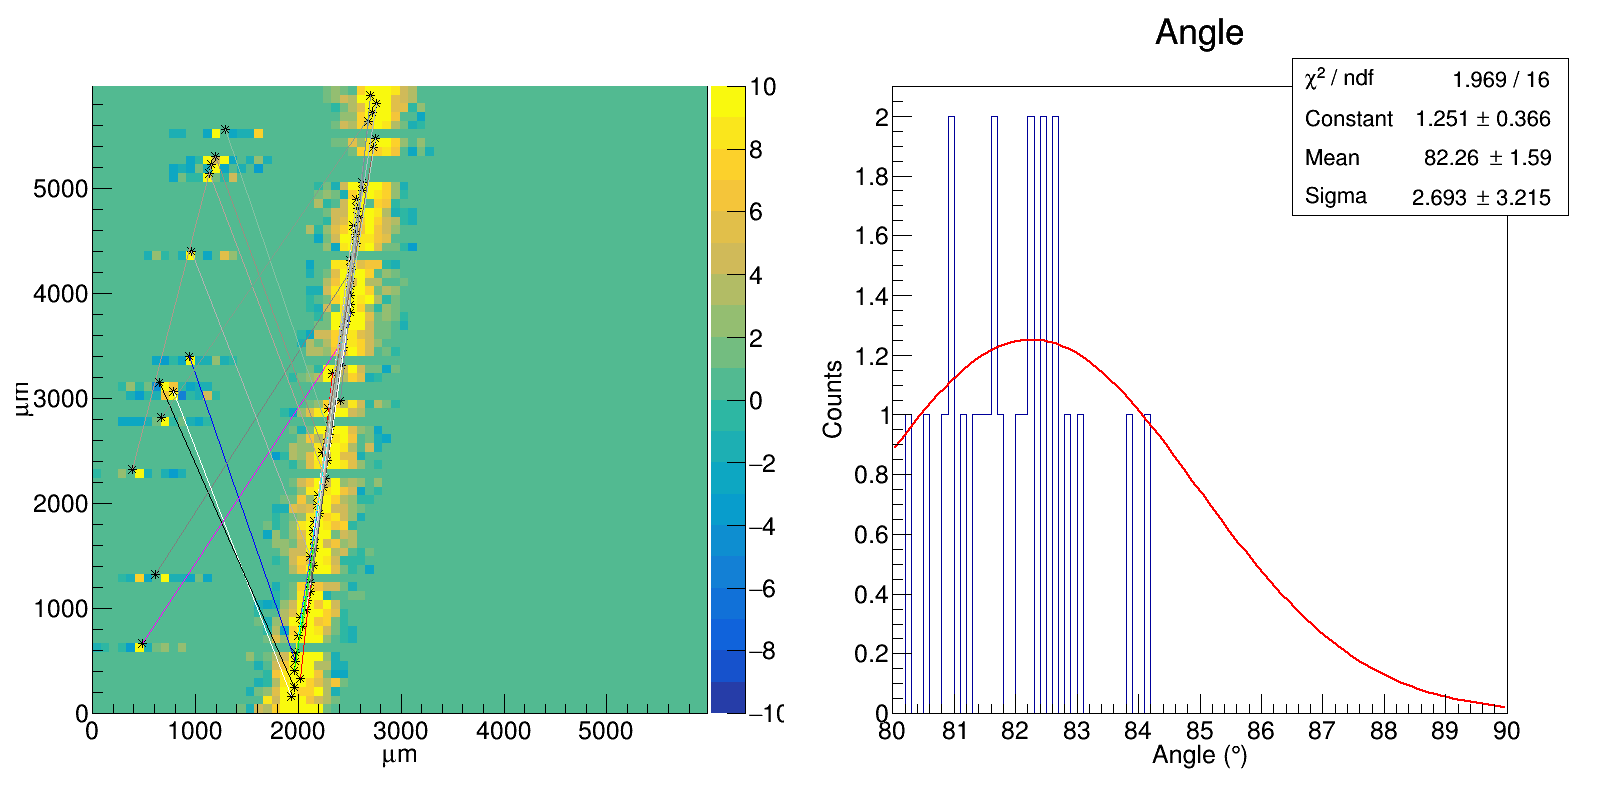 Angle
χ² / ndf 1.969 / 16
Constant 1.251 ± 0.366
Mean 82.26 ± 1.59
Sigma 2.693 ± 3.215
10
8
6
4
2
0
−2
−4
−6
−8
−10
5000
4000
3000
2000
1000
0
μm
0 1000 2000 3000 4000 5000
μm
2
1.8
1.6
1.4
1.2
1
0.8
0.6
0.4
0.2
0
Counts
80 81 82 83 84 85 86 87 88 89 90
Angle (°)